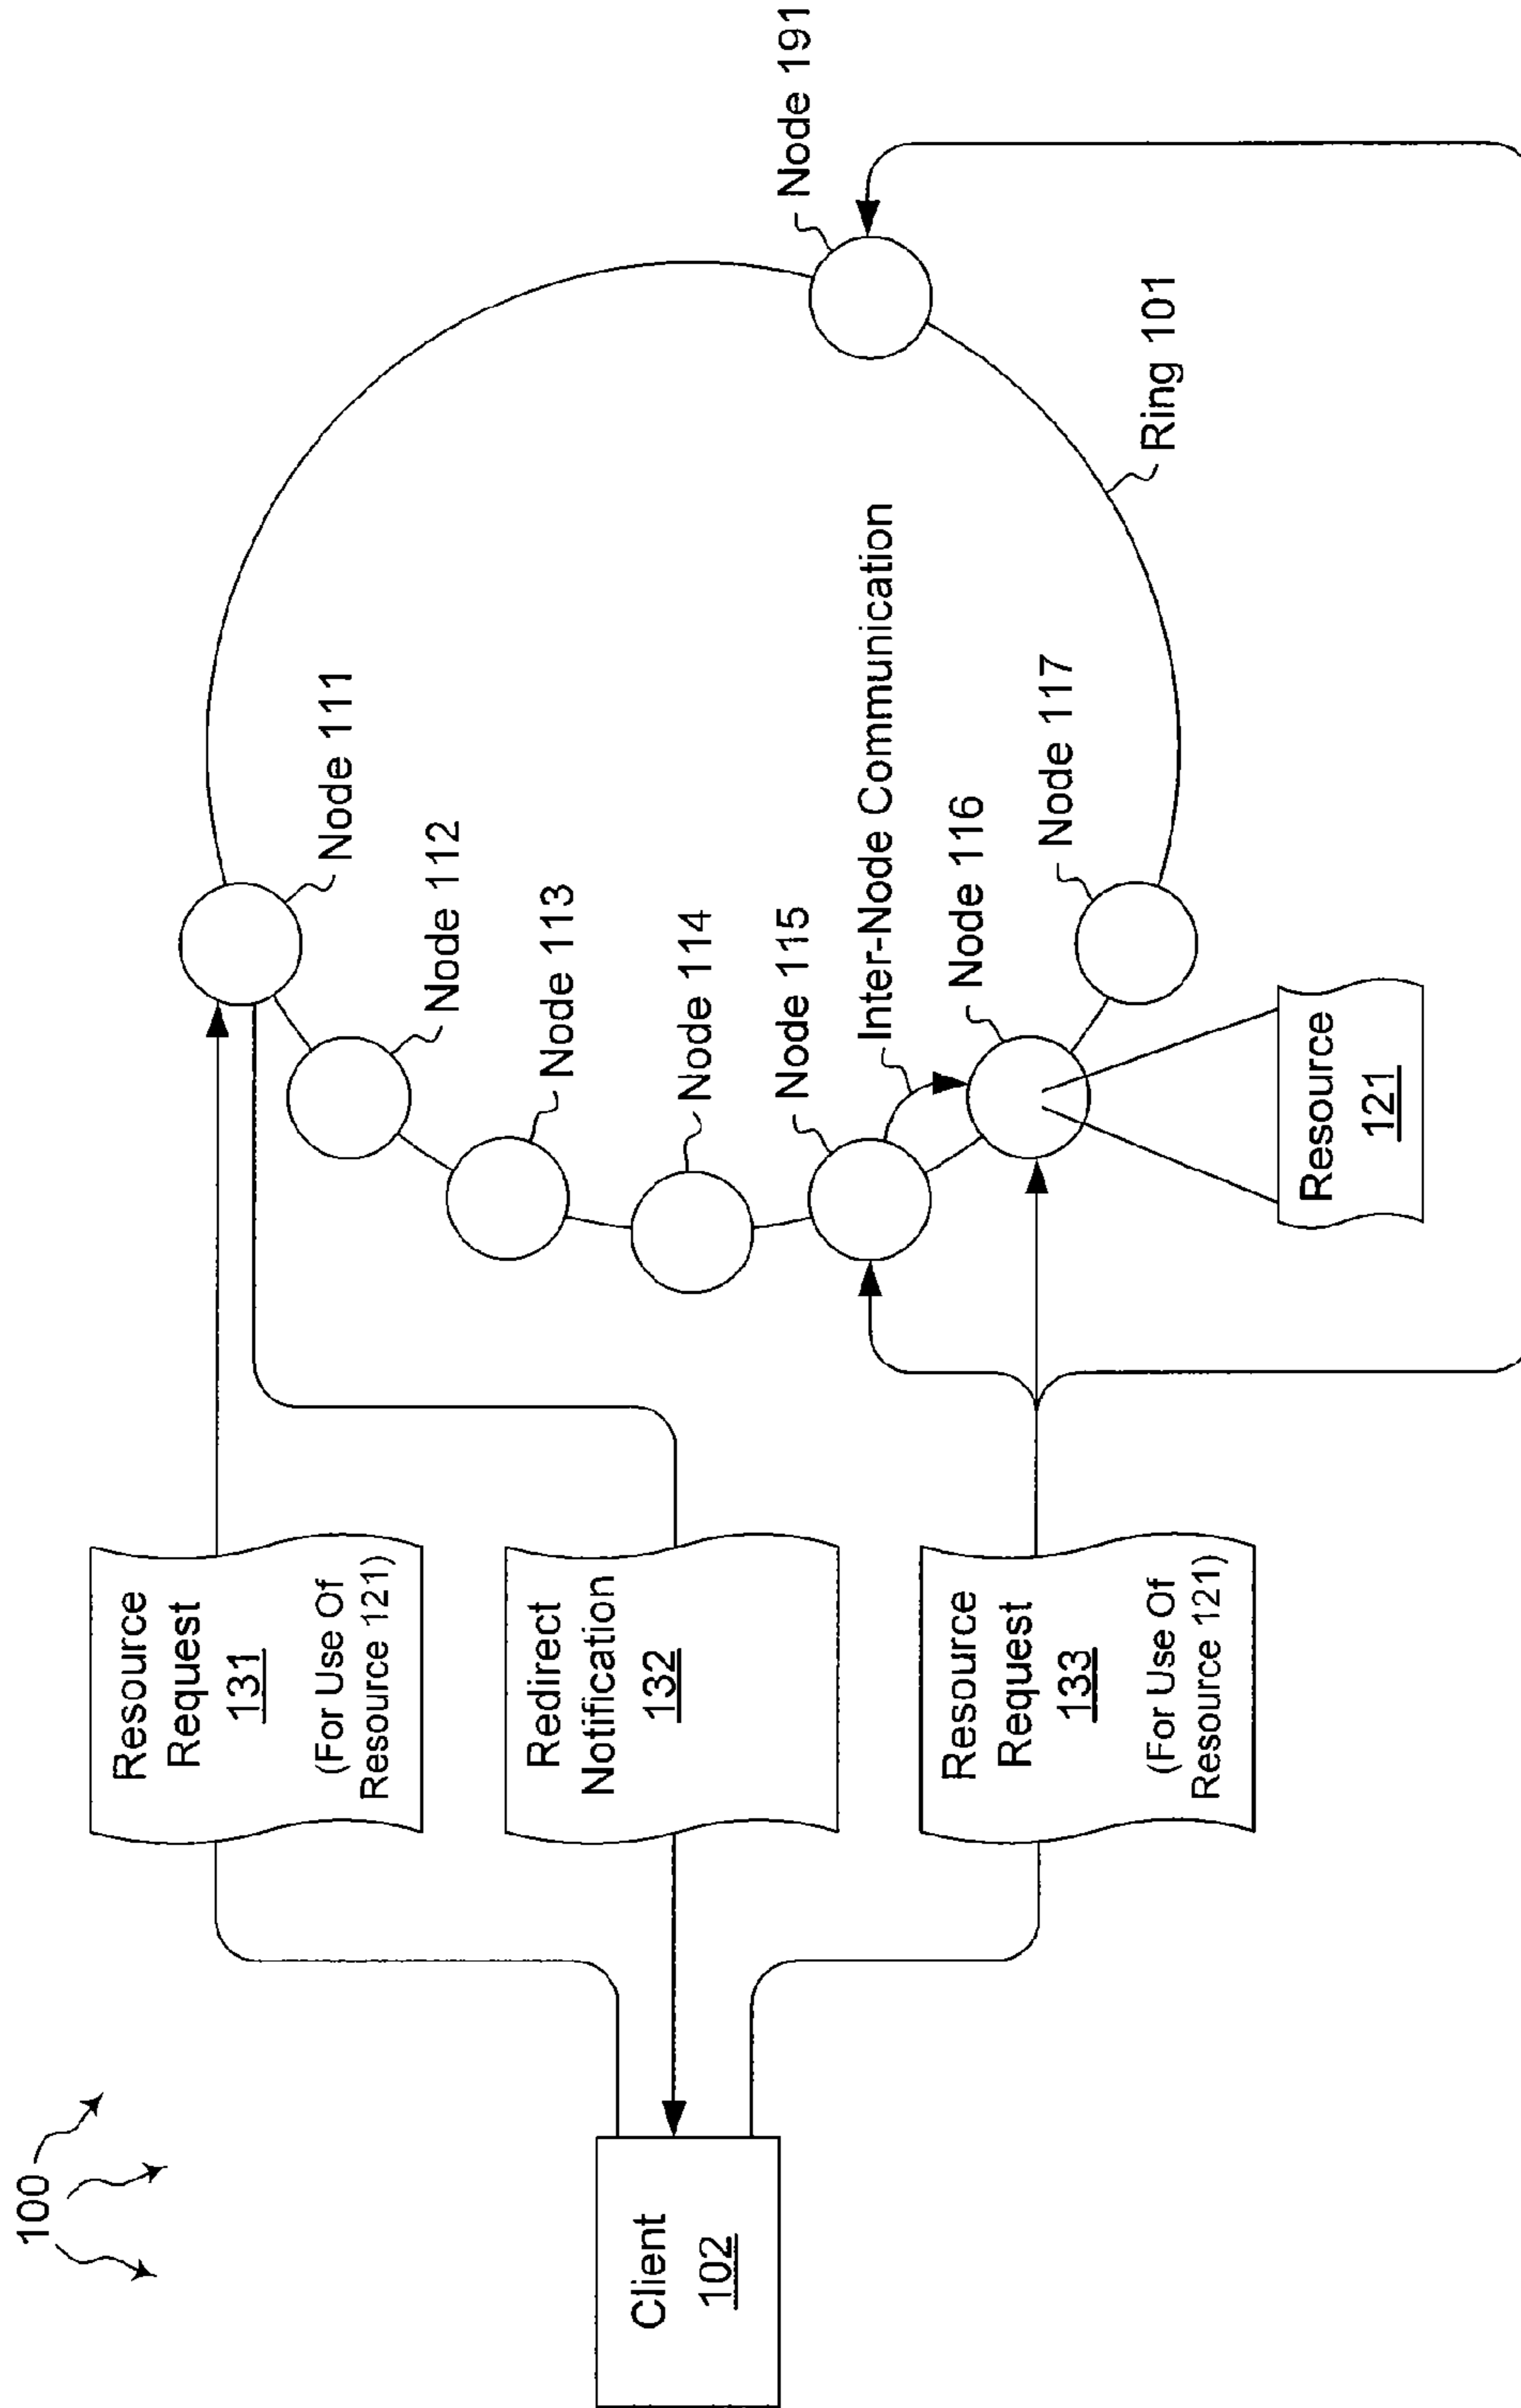 100
Client
102
Resource
Request
131
(For Use Of
Resource 121)
Redirect
Notification
132
Resource
Request
133
(For Use Of
Resource 121)
Node 111
Node 112
Node 113
Node 114
Node 115
Inter-Node Communication
Node 116
Node 117
Resource
121
Node 191
Ring 101